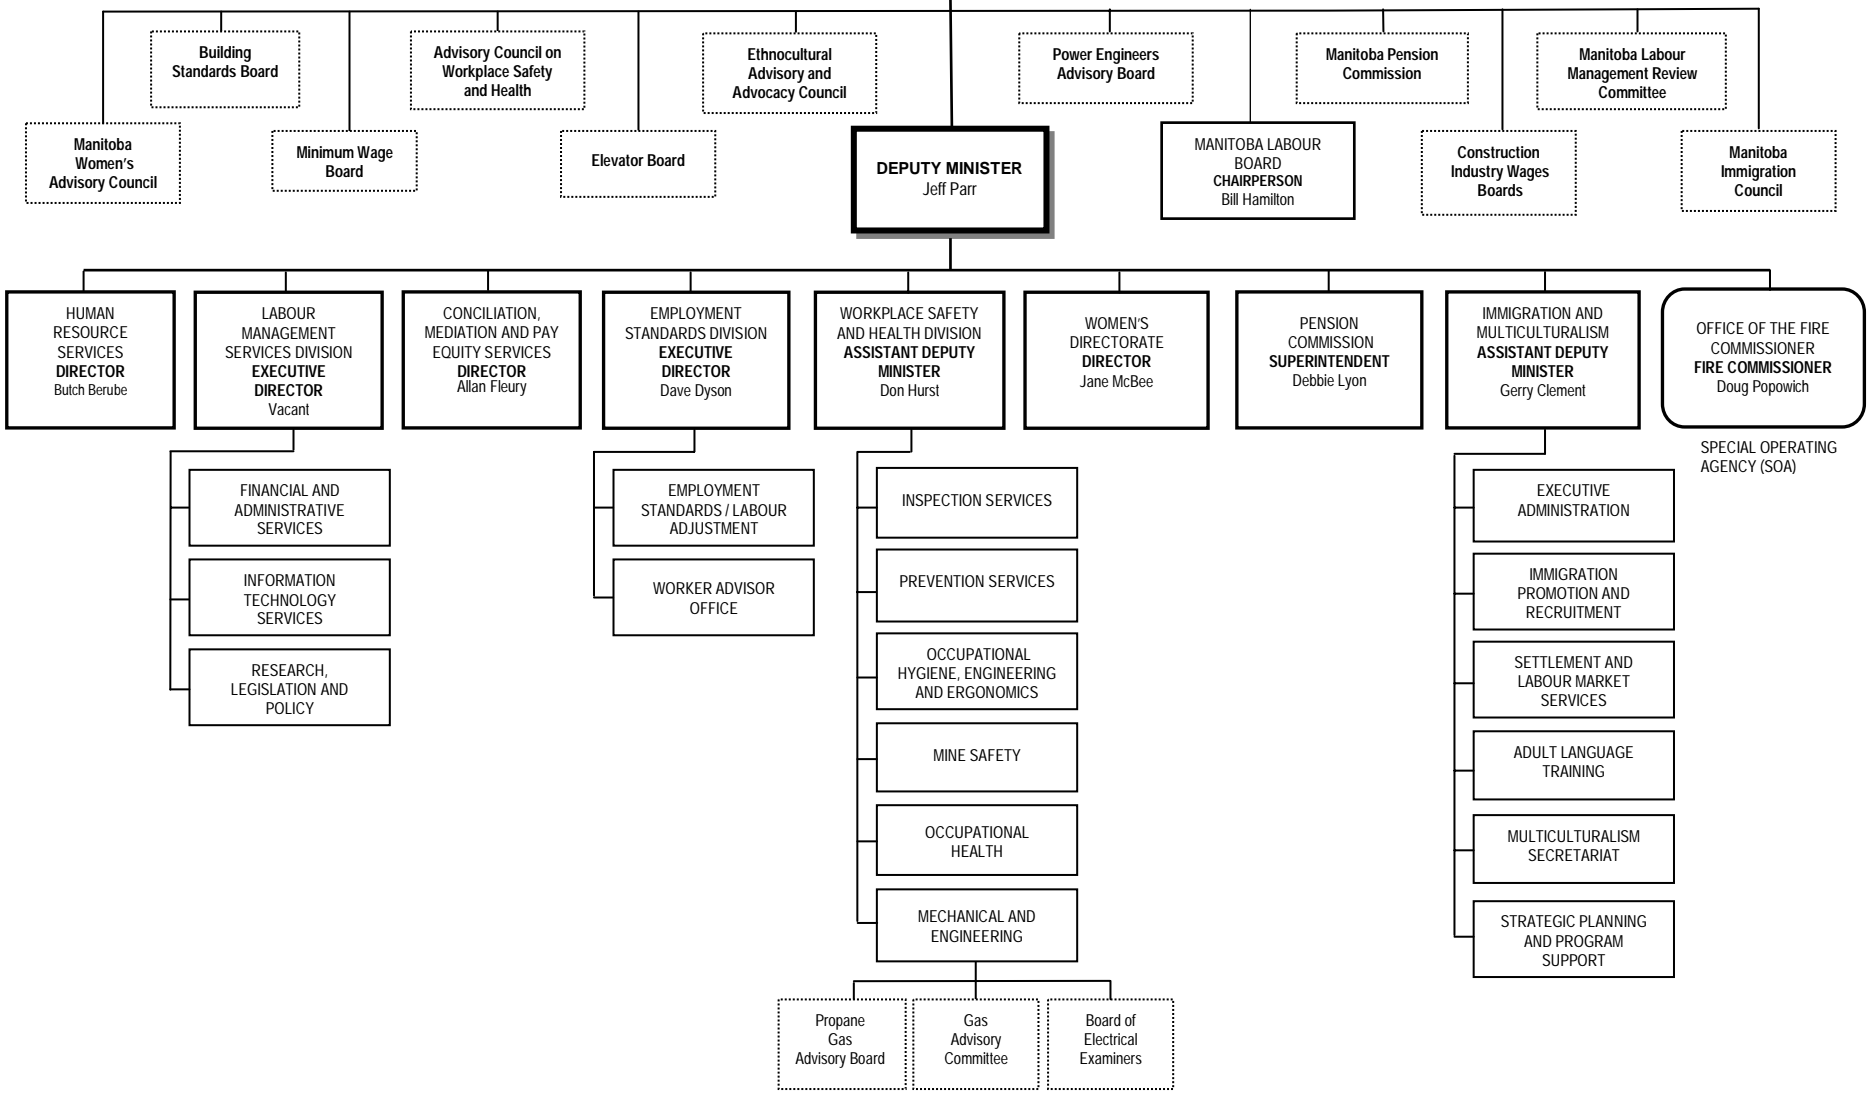 Building
Standards Board
Advisory Council on
Workplace Safety
and Health
Ethnocultural
Advisory and
Advocacy Council
Power Engineers
Advisory Board
Manitoba Pension
Commission
Manitoba Labour
Management Review
Committee
Manitoba
Women's
Advisory Council
Minimum Wage
Board
Elevator Board
DEPUTY MINISTER
Jeff Parr
MANITOBA LABOUR
BOARD
CHAIRPERSON
Bill Hamilton
Construction
Industry Wages
Boards
Manitoba
Immigration
Council
HUMAN
RESOURCE
SERVICES
DIRECTOR
Butch Berube
LABOUR
MANAGEMENT
SERVICES DIVISION
EXECUTIVE
DIRECTOR
Vacant
CONCILIATION,
MEDIATION AND PAY
EQUITY SERVICES
DIRECTOR
Allan Fleury
EMPLOYMENT
STANDARDS DIVISION
EXECUTIVE
DIRECTOR
Dave Dyson
WORKPLACE SAFETY
AND HEALTH DIVISION
ASSISTANT DEPUTY
MINISTER
Don Hurst
WOMEN'S
DIRECTORATE
DIRECTOR
Jane McBee
PENSION
COMMISSION
SUPERINTENDENT
Debbie Lyon
IMMIGRATION AND
MULTICULTURALISM
ASSISTANT DEPUTY
MINISTER
Gerry Clement
OFFICE OF THE FIRE
COMMISSIONER
FIRE COMMISSIONER
Doug Popowich
SPECIAL OPERATING
AGENCY (SOA)
FINANCIAL AND
ADMINISTRATIVE
SERVICES
INFORMATION
TECHNOLOGY
SERVICES
RESEARCH,
LEGISLATION AND
POLICY
EMPLOYMENT
STANDARDS / LABOUR
ADJUSTMENT
WORKER ADVISOR
OFFICE
INSPECTION SERVICES
PREVENTION SERVICES
OCCUPATIONAL
HYGIENE, ENGINEERING
AND ERGONOMICS
MINE SAFETY
OCCUPATIONAL
HEALTH
MECHANICAL AND
ENGINEERING
Propane
Gas
Advisory Board
Gas
Advisory
Committee
Board of
Electrical
Examiners
EXECUTIVE
ADMINISTRATION
IMMIGRATION
PROMOTION AND
RECRUITMENT
SETTLEMENT AND
LABOUR MARKET
SERVICES
ADULT LANGUAGE
TRAINING
MULTICULTURALISM
SECRETARIAT
STRATEGIC PLANNING
AND PROGRAM
SUPPORT